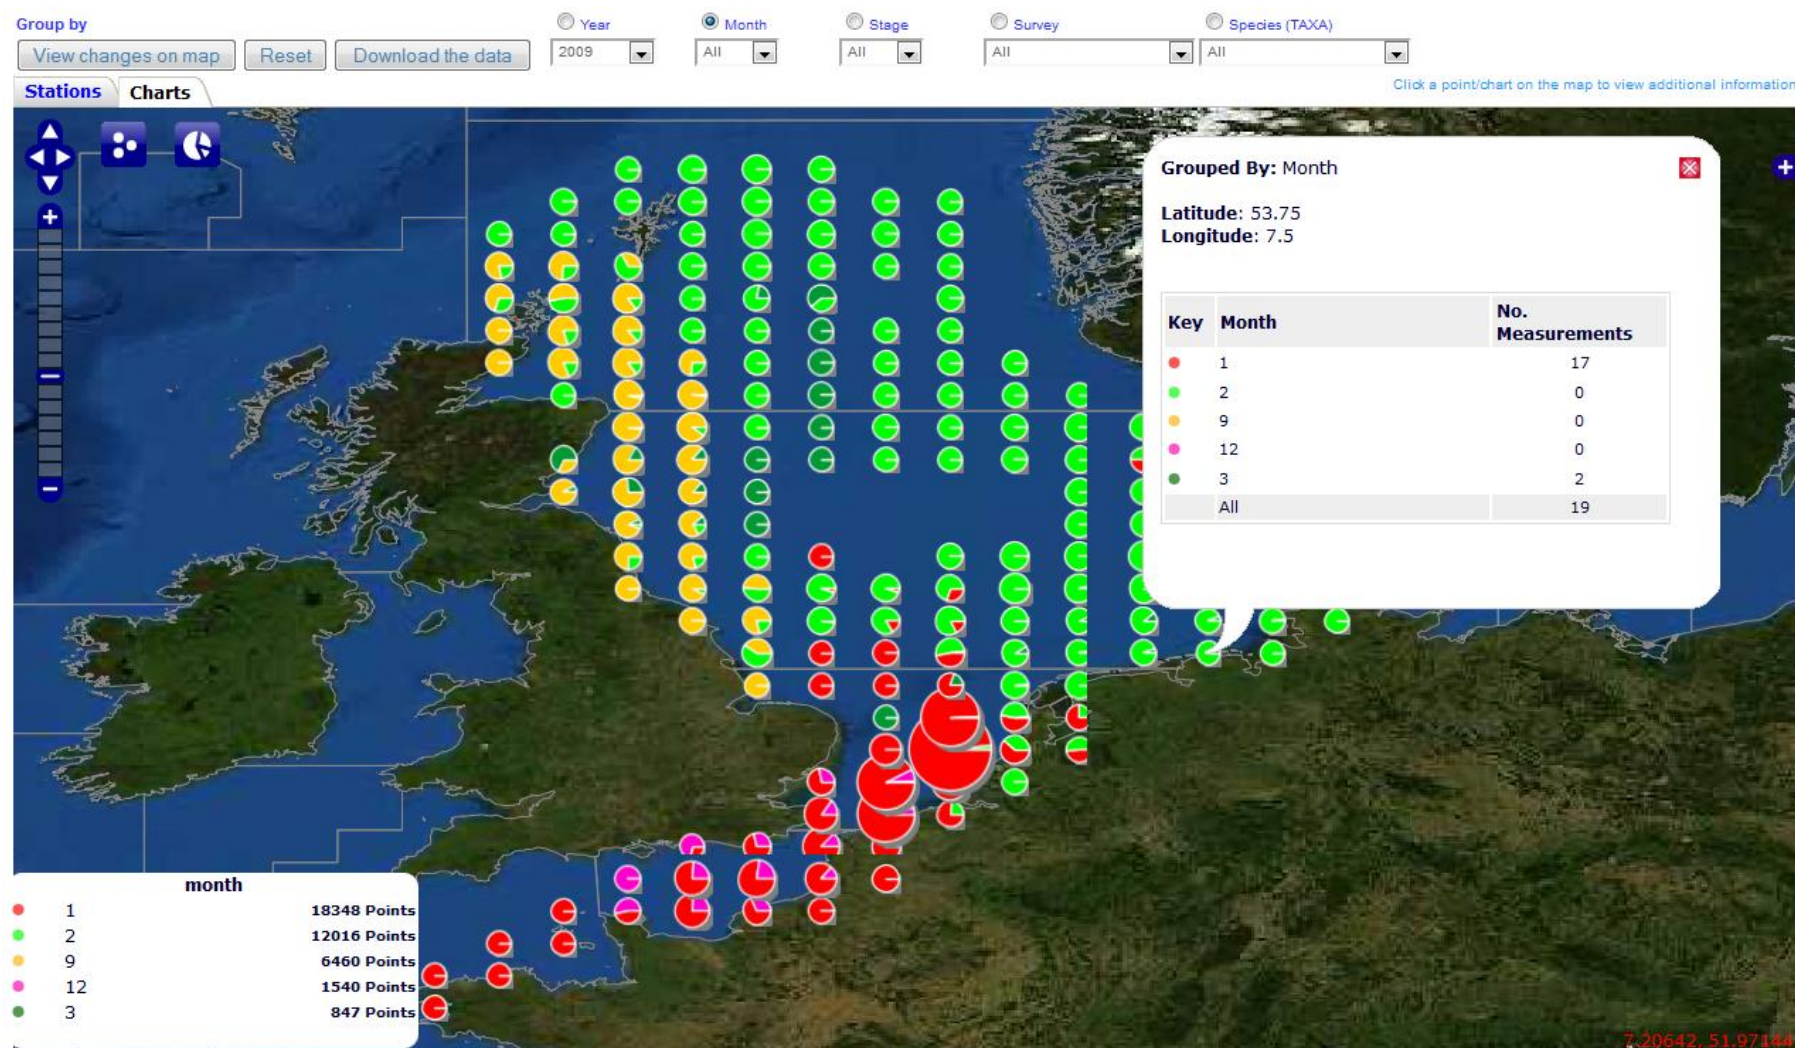 Group by
Year
Month
Stage
Survey
Species (TAXA)
View changes on map
Reset
Download the data
2009
All
All
All
All
Stations
Charts
Click a point/chart on the map to view additional information
Grouped By: Month
Latitude: 53.75
Longitude: 7.5
Key Month No. Measurements
1 17
2 0
9 0
12 0
3 2
All 19
month
1 18348 Points
2 12016 Points
9 6460 Points
12 1540 Points
3 847 Points
7.20642, 51.97144